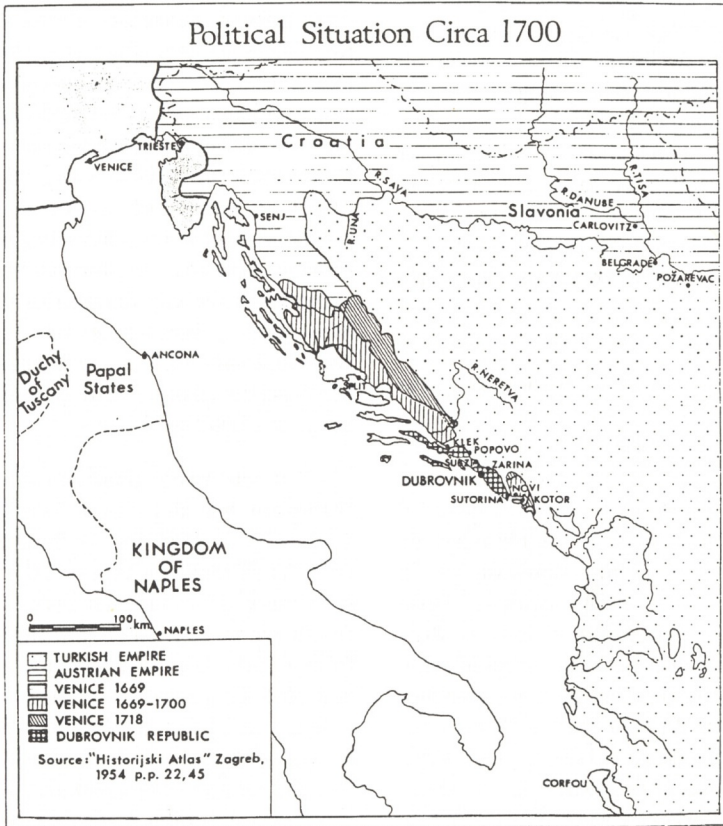 Political Situation Circa 1700
Croatia
TRIESTE
VENICE
R.SAVA
R.TISA
R.DANUBE
SENJ
R.UNA
Slavonia
CARLOVITZ
BELGRADE
POŽAREVAC
Duchy
of
Tuscany
Papal
States
ANCONA
SPLIT
R.NERETVA
KLEK
POPOVO
ZARINA
DUBROVNIK
NOVI
SUTORINA
KOTOR
KINGDOM
OF
NAPLES
0 100 km
NAPLES
TURKISH EMPIRE
AUSTRIAN EMPIRE
VENICE 1669
VENICE 1669-1700
VENICE 1718
DUBROVNIK REPUBLIC
Source:"Historijski Atlas" Zagreb,
1954 p.p. 22,45
CORFOU